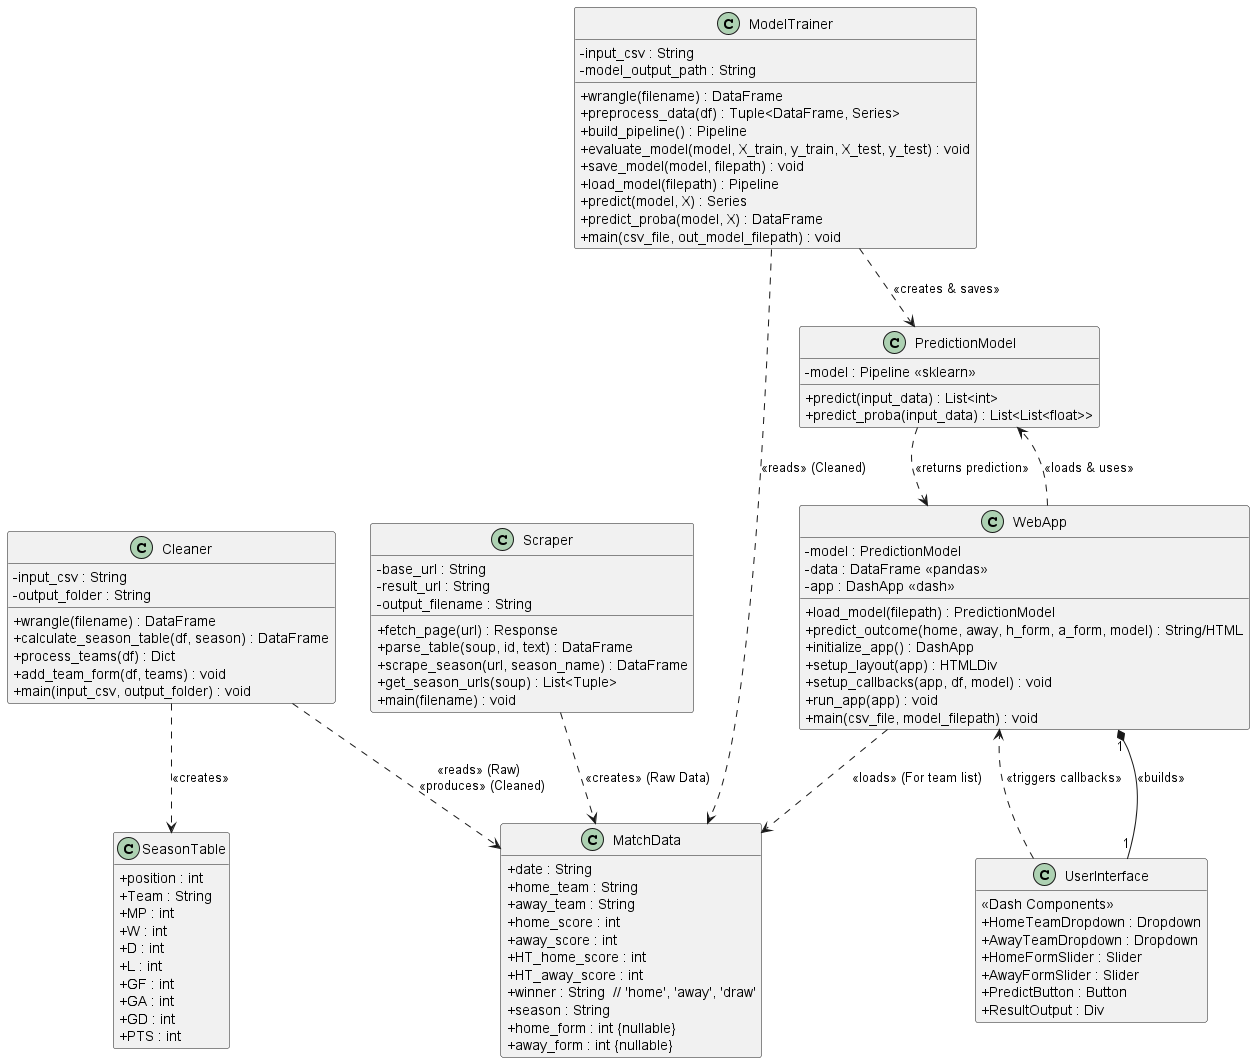 C ModelTrainer
-input_csv : String
-model_output_path : String
+wrangle(filename) : DataFrame
+preprocess_data(df) : Tuple<DataFrame, Series>
+build_pipeline() : Pipeline
+evaluate_model(model, X_train, y_train, X_test, y_test) : void
+save_model(model, filepath) : void
+load_model(filepath) : Pipeline
+predict(model, X) : Series
+predict_proba(model, X) : DataFrame
+main(csv_file, out_model_filepath) : void
«creates & saves»
C PredictionModel
-model : Pipeline «sklearn»
+predict(input_data) : List<int>
+predict_proba(input_data) : List<List<float>>
«reads» (Cleaned)
«returns prediction»
«loads & uses»
C Cleaner
-input_csv : String
-output_folder : String
+wrangle(filename) : DataFrame
+calculate_season_table(df, season) : DataFrame
+process_teams(df) : Dict
+add_team_form(df, teams) : void
+main(input_csv, output_folder) : void
C Scraper
-base_url : String
-result_url : String
-output_filename : String
+fetch_page(url) : Response
+parse_table(soup, id, text) : DataFrame
+scrape_season(url, season_name) : DataFrame
+get_season_urls(soup) : List<Tuple>
+main(filename) : void
C WebApp
-model : PredictionModel
-data : DataFrame «pandas»
-app : DashApp «dash»
+load_model(filepath) : PredictionModel
+predict_outcome(home, away, h_form, a_form, model) : String/HTML
+initialize_app() : DashApp
+setup_layout(app) : HTMLDiv
+setup_callbacks(app, df, model) : void
+run_app(app) : void
+main(csv_file, model_filepath) : void
«creates»
«reads» (Raw)
«produces» (Cleaned)
«creates» (Raw Data)
«loads» (For team list)
«triggers callbacks»
1
«builds»
1
C SeasonTable
+position : int
+Team : String
+MP : int
+W : int
+D : int
+L : int
+GF : int
+GA : int
+GD : int
+PTS : int
C MatchData
+date : String
+home_team : String
+away_team : String
+home_score : int
+away_score : int
+HT_home_score : int
+HT_away_score : int
+winner : String // 'home', 'away', 'draw'
+season : String
+home_form : int {nullable}
+away_form : int {nullable}
C UserInterface
«Dash Components»
+HomeTeamDropdown : Dropdown
+AwayTeamDropdown : Dropdown
+HomeFormSlider : Slider
+AwayFormSlider : Slider
+PredictButton : Button
+ResultOutput : Div